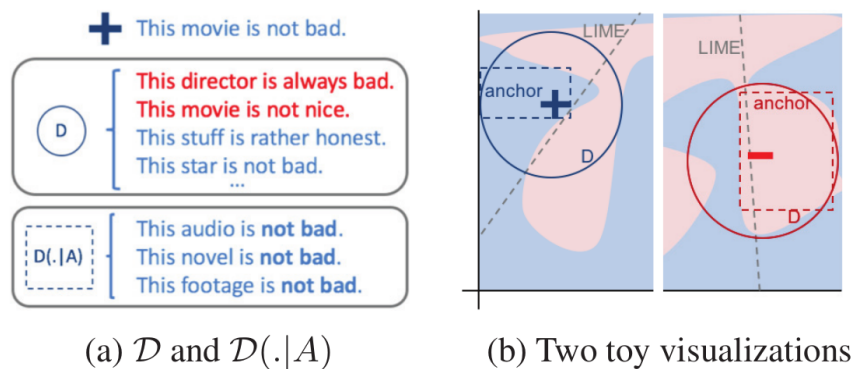 This movie is not bad.
D
This director is always bad.
This movie is not nice.
This stuff is rather honest.
This star is not bad.
...
D(.|A)
This audio is not bad.
This novel is not bad.
This footage is not bad.
(a) 𝒟 and 𝒟(.|A)
LIME
anchor
D
LIME
anchor
D
(b) Two toy visualizations